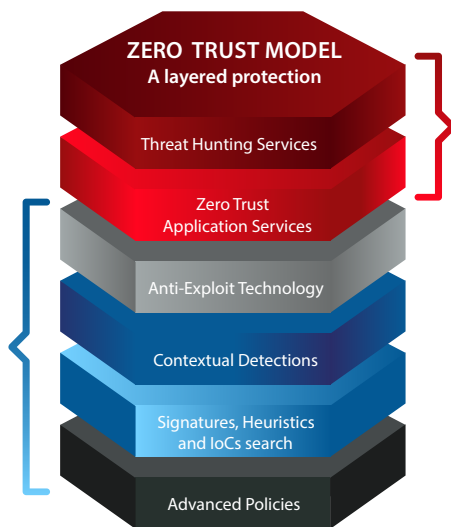 ZERO TRUST MODEL
A layered protection
Threat Hunting Services
Zero Trust
Application Services
Anti-Exploit Technology
Contextual Detections
Signatures, Heuristics
and IoCs search
Advanced Policies